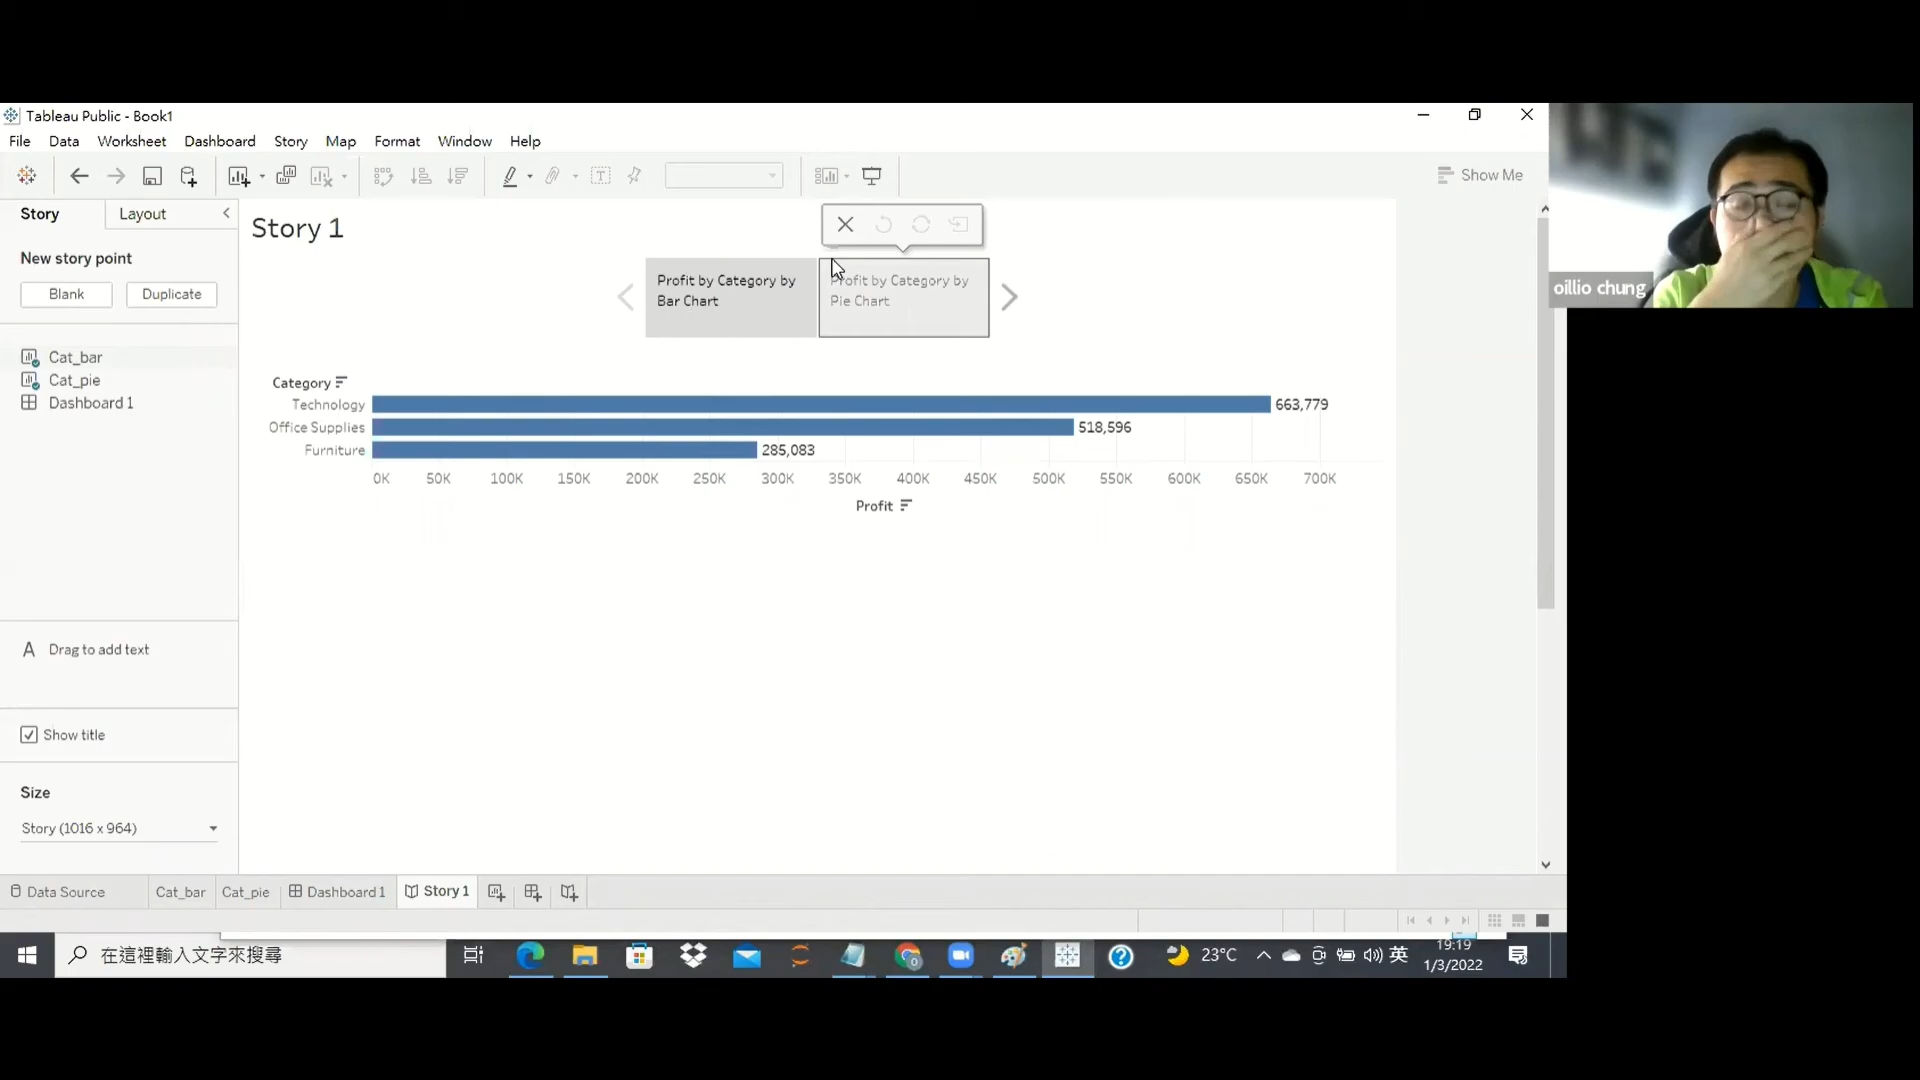 Tableau Public - Book1
File Data Worksheet Dashboard Story Map Format Window Help
Show Me
Story Layout
New story point
Blank Duplicate
Cat_bar
Cat_pie
Dashboard 1
A Drag to add text
Show title
Size
Story (1016 x 964)
Story 1
Profit by Category by
Bar Chart
Profit by Category by
Pie Chart
Category
Technology 663,779
Office Supplies 518,596
Furniture 285,083
0K 50K 100K 150K 200K 250K 300K 350K 400K 450K 500K 550K 600K 650K 700K
Profit
oillio chung
Data Source Cat_bar Cat_pie Dashboard 1 Story 1
在這裡輸入文字來搜尋
23°C 英
19:19
1/3/2022